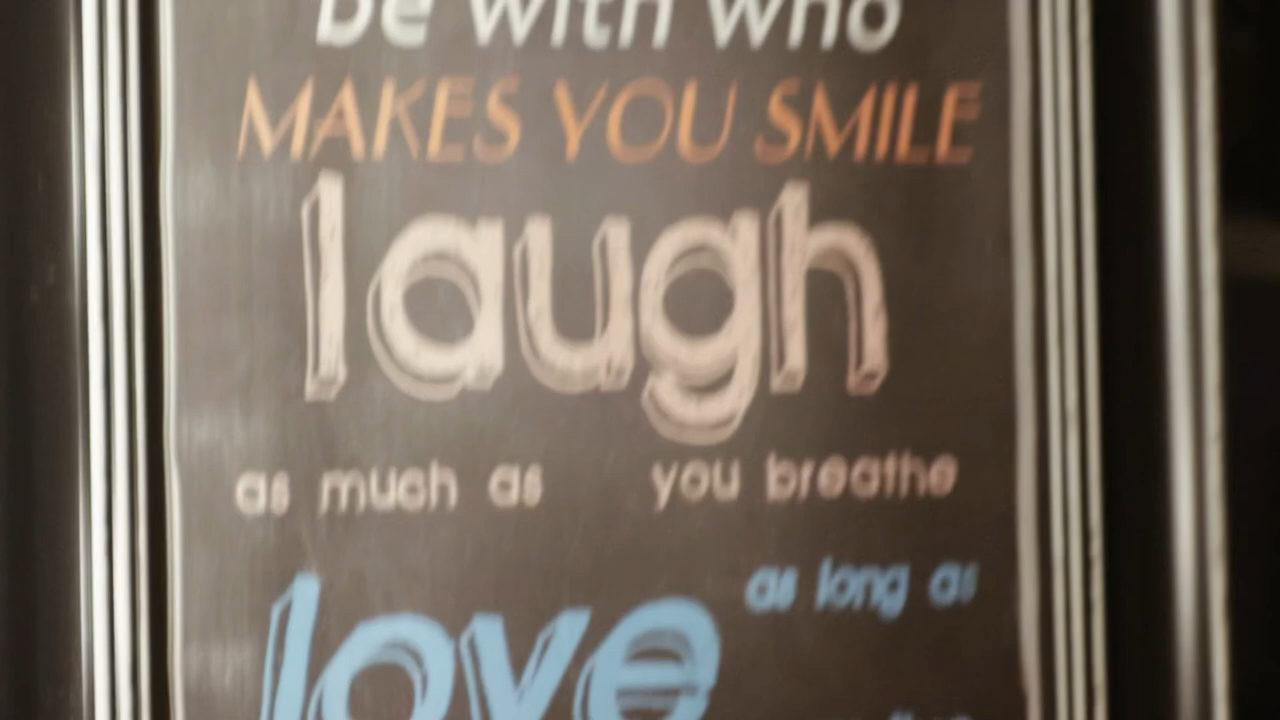 be with who
MAKES YOU SMILE
laugh
as much as you breathe
love as long as